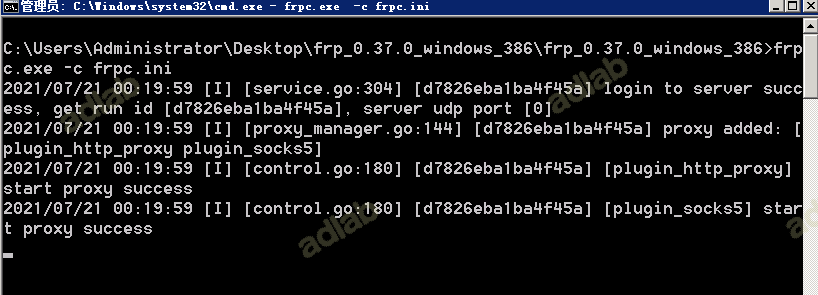 管理员: C:\Windows\system32\cmd.exe - frpc.exe  -c frpc.ini
C:\Users\Administrator\Desktop\frp_0.37.0_windows_386\frp_0.37.0_windows_386>frp
c.exe -c frpc.ini
2021/07/21 00:19:59 [I] [service.go:304] [d7826eba1ba4f45a] login to server succ
ess, get run id [d7826eba1ba4f45a], server udp port [0]
2021/07/21 00:19:59 [I] [proxy_manager.go:144] [d7826eba1ba4f45a] proxy added: [
plugin_http_proxy plugin_socks5]
2021/07/21 00:19:59 [I] [control.go:180] [d7826eba1ba4f45a] [plugin_http_proxy]
start proxy success
2021/07/21 00:19:59 [I] [control.go:180] [d7826eba1ba4f45a] [plugin_socks5] star
t proxy success
adlab
adlab
adlab
adlab